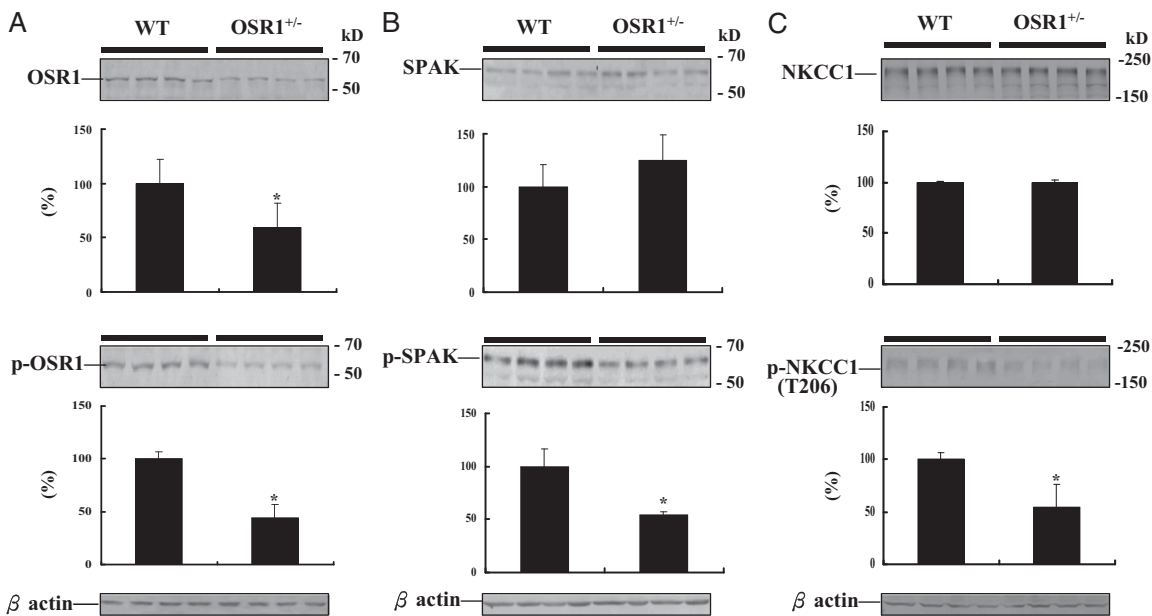 A
WT OSR1+/- kD
OSR1 - 70
- 50
150
100
50
0
(%)
*
p-OSR1 - 70
- 50
150
100
50
0
(%)
*
β actin
B
WT OSR1+/- kD
SPAK - 70
- 50
150
100
50
0
*
p-SPAK - 70
- 50
150
100
50
0
β actin
C
WT OSR1+/- kD
NKCC1 -250
-150
150
100
50
0
(%)
p-NKCC1 -250
(T206) -150
150
100
50
0
(%)
*
β actin